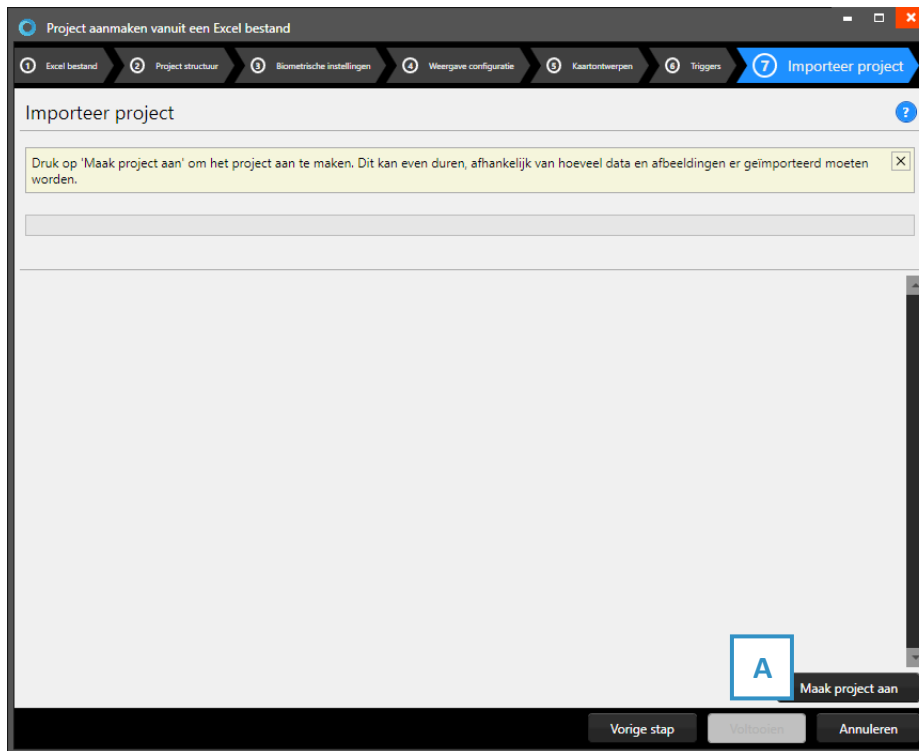 Project aanmaken vanuit een Excel bestand
1 Excel bestand 2 Project structuur 3 Biometrische instellingen 4 Weergave configuratie 5 Kaartontwerpen 6 Triggers 7 Importeer project
Importeer project ?
Druk op 'Maak project aan' om het project aan te maken. Dit kan even duren, afhankelijk van hoeveel data en afbeeldingen er geïmporteerd moeten
worden.
A
Maak project aan
Vorige stap Voltooien Annuleren